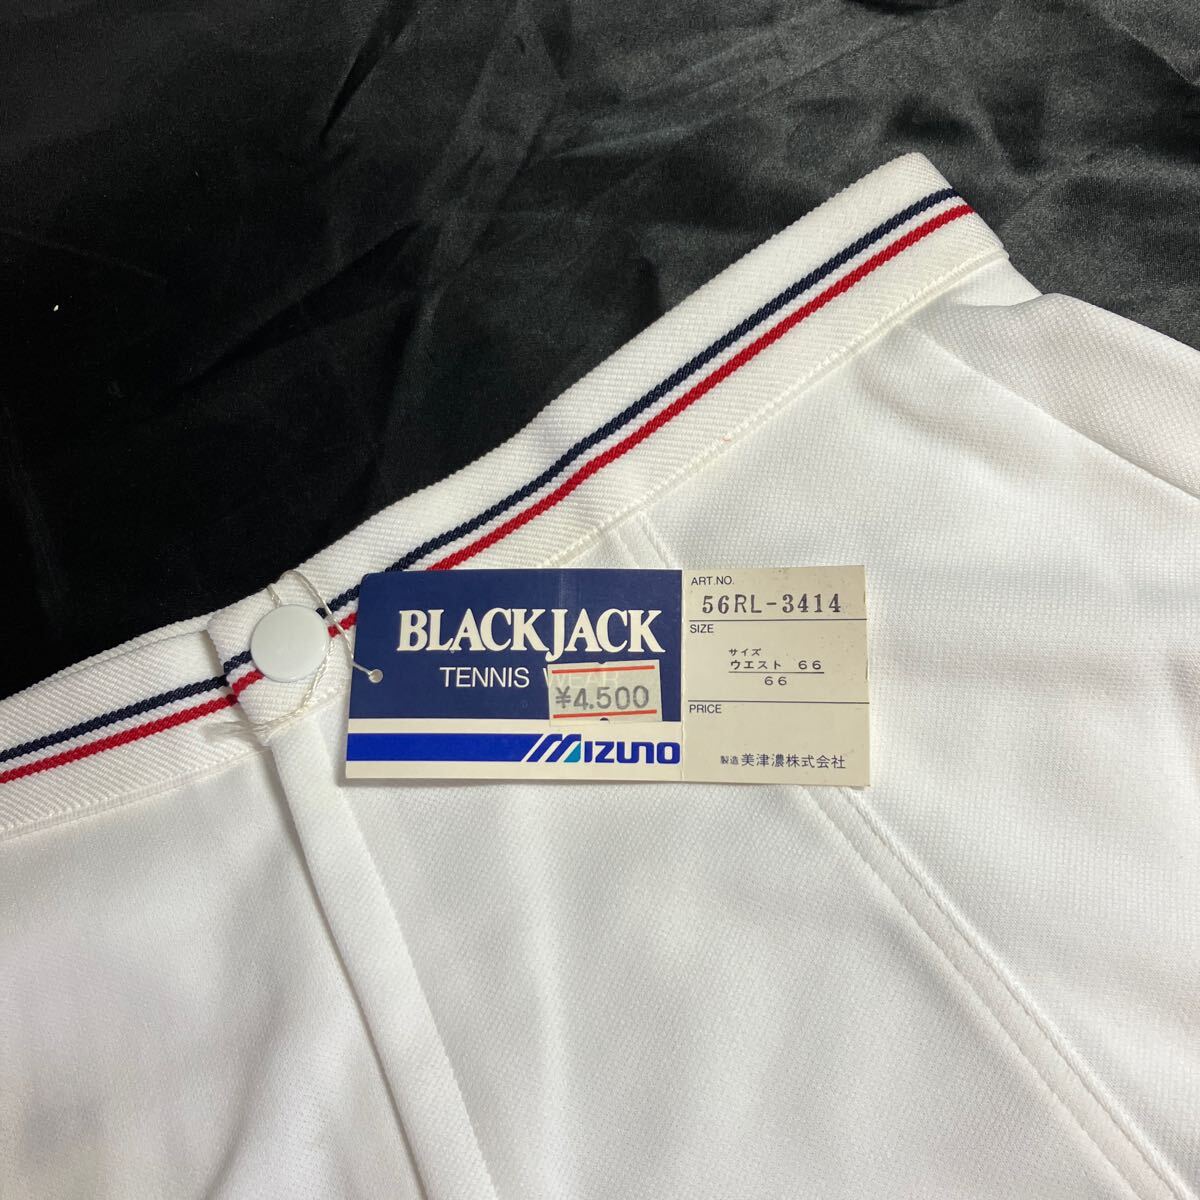 BLACKJACK
TENNIS WEAR
¥4,500
MIZUNO
ART.NO.
56RL-3414
SIZE
サイズ
ウエスト 66
66
PRICE
製造 美津濃株式会社